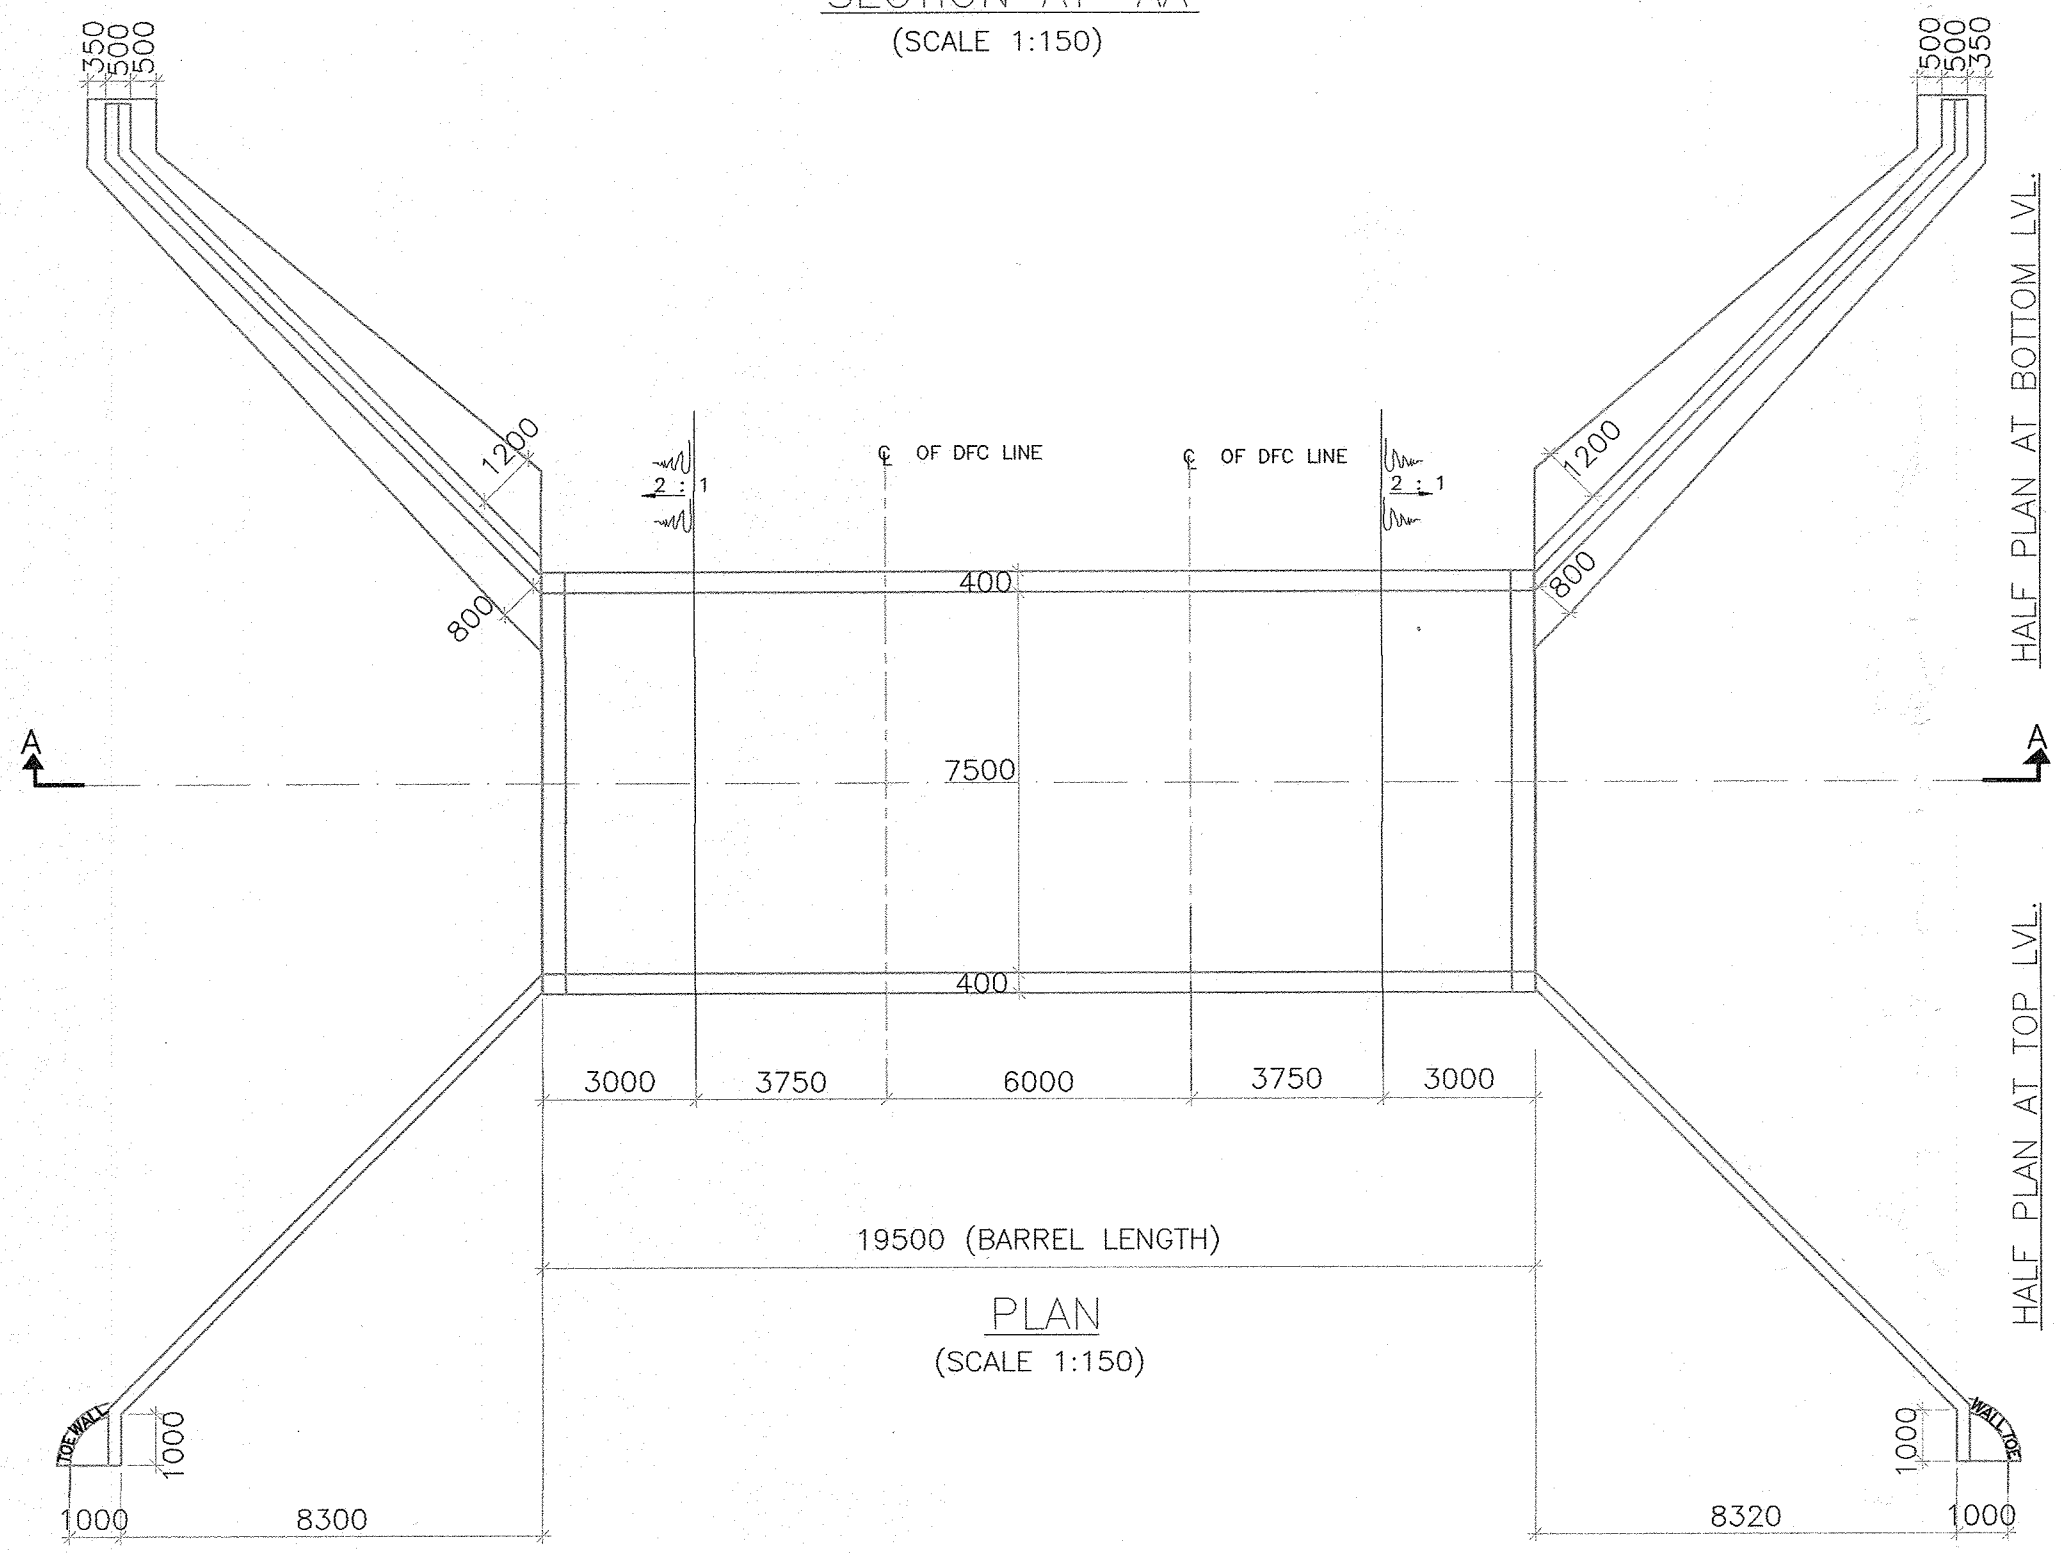 SECTION AT 'AA'
(SCALE 1:150)
350
500
500
500
500
350
HALF PLAN AT BOTTOM LVL.
1200
1200
℄ OF DFC LINE
℄ OF DFC LINE
2 : 1
2 : 1
800
400
800
A
A
7500
400
HALF PLAN AT TOP LVL.
3000
3750
6000
3750
3000
19500 (BARREL LENGTH)
PLAN
(SCALE 1:150)
TOE WALL
1000
1000
WALL TOE
1000
8300
8320
1000